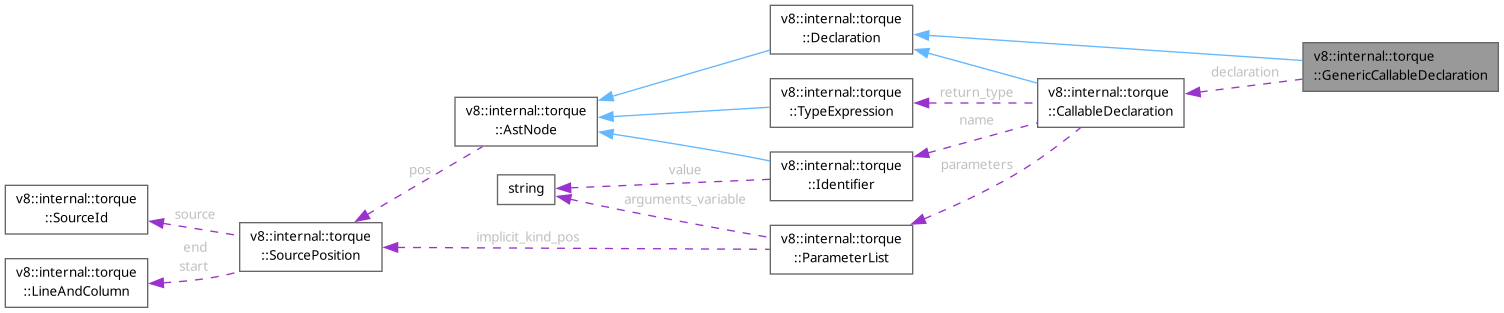 v8::internal::torque
::Declaration
v8::internal::torque
::GenericCallableDeclaration
declaration
v8::internal::torque
::TypeExpression
return_type
v8::internal::torque
::CallableDeclaration
v8::internal::torque
::AstNode
name
v8::internal::torque
::Identifier
parameters
pos
value
string
arguments_variable
v8::internal::torque
::SourceId
source
v8::internal::torque
::SourcePosition
implicit_kind_pos
v8::internal::torque
::ParameterList
end
start
v8::internal::torque
::LineAndColumn